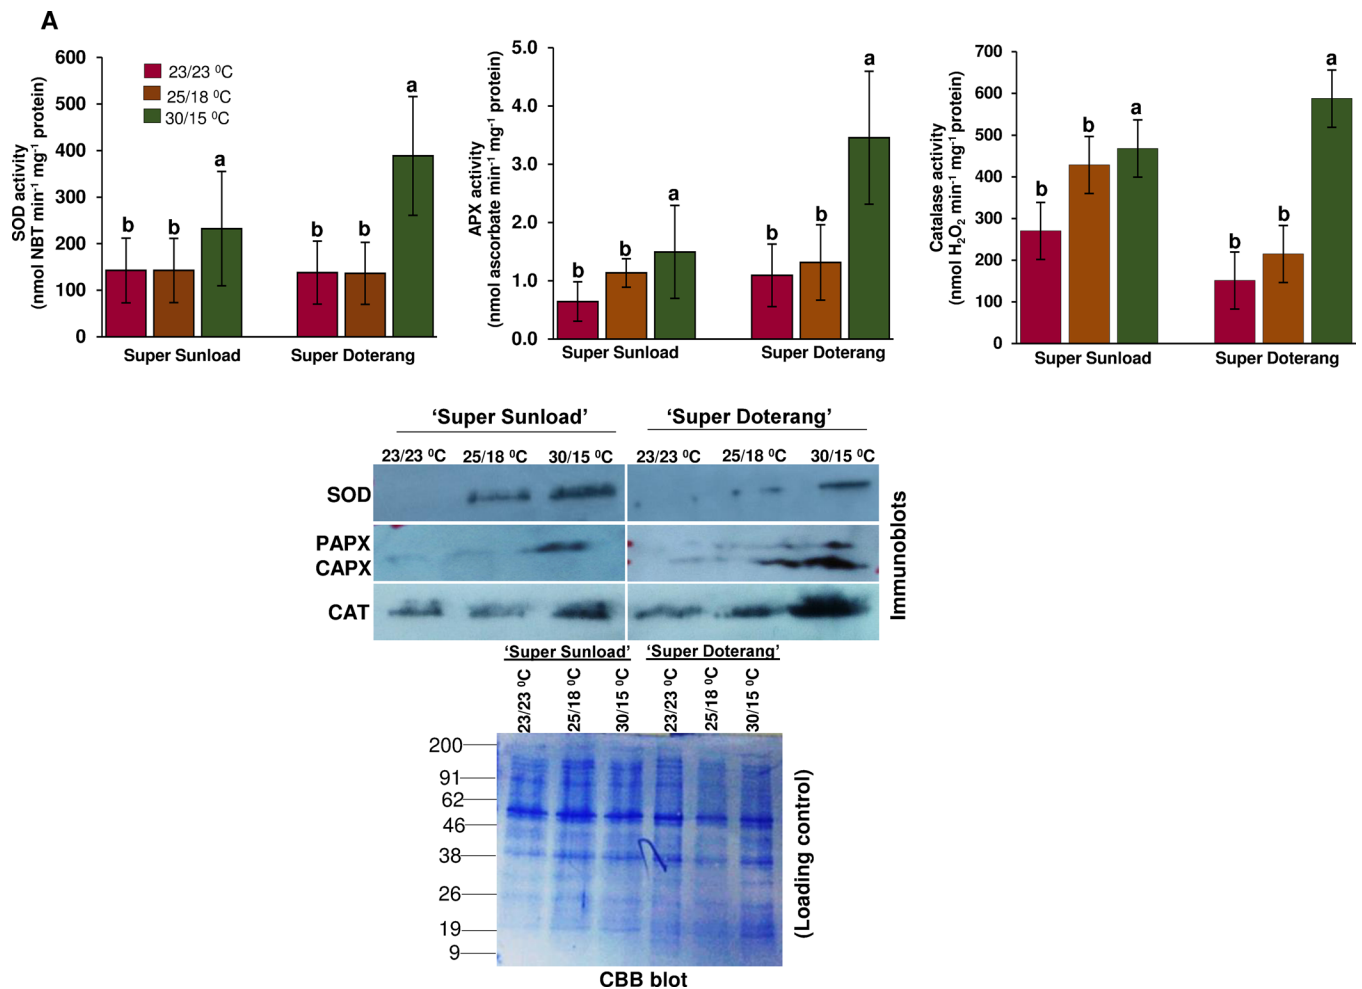 A
SOD activity
(nmol NBT min⁻¹ mg⁻¹ protein)
600
500
400
300
200
100
0
23/23 ⁰C
25/18 ⁰C
30/15 ⁰C
b b a b b a
Super Sunload Super Doterang
APX activity
(nmol ascorbate min⁻¹ mg⁻¹ protein)
5.0
4.0
3.0
2.0
1.0
0.0
b b a b b a
Super Sunload Super Doterang
Catalase activity
(nmol H₂O₂ min⁻¹ mg⁻¹ protein)
700
600
500
400
300
200
100
0
b b a b b a
Super Sunload Super Doterang
‘Super Sunload’ ‘Super Doterang’
23/23 ⁰C 25/18 ⁰C 30/15 ⁰C 23/23 ⁰C 25/18 ⁰C 30/15 ⁰C
SOD
PAPX
CAPX
CAT
Immunoblots
‘Super Sunload’ ‘Super Doterang’
23/23 ⁰C 25/18 ⁰C 30/15 ⁰C 23/23 ⁰C 25/18 ⁰C 30/15 ⁰C
200
91
62
46
38
26
19
9
(Loading control)
CBB blot